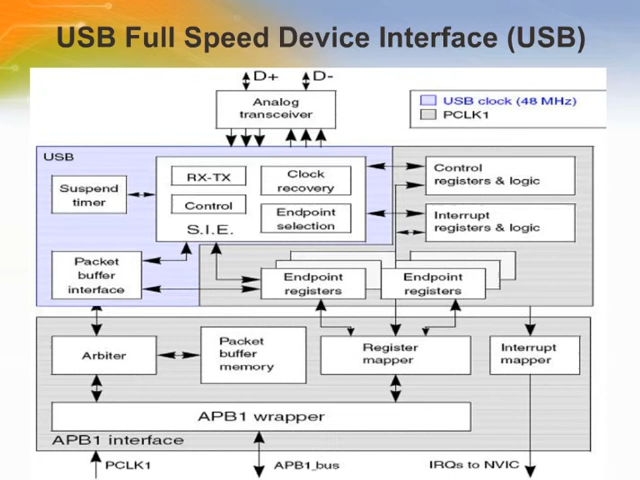 USB Full Speed Device Interface (USB)
D+
D-
Analog
transceiver
USB clock (48 MHz)
PCLK1
USB
Suspend
timer
RX-TX
Control
S.I.E.
Clock
recovery
Endpoint
selection
Control
registers & logic
Interrupt
registers & logic
Packet
buffer
interface
Endpoint
registers
Endpoint
registers
Arbiter
Packet
buffer
memory
Register
mapper
Interrupt
mapper
APB1 wrapper
APB1 interface
PCLK1
APB1_bus
IRQs to NVIC